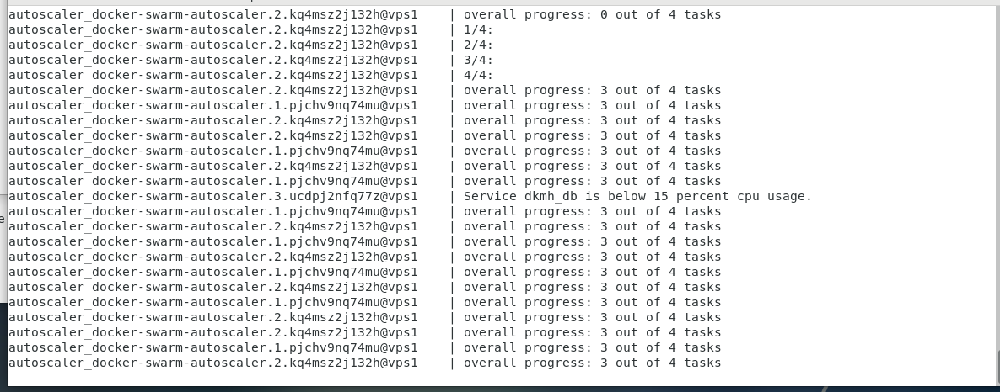 autoscaler_docker-swarm-autoscaler.2.kq4msz2j132h@vps1    | overall progress: 0 out of 4 tasks
autoscaler_docker-swarm-autoscaler.2.kq4msz2j132h@vps1    | 1/4:
autoscaler_docker-swarm-autoscaler.2.kq4msz2j132h@vps1    | 2/4:
autoscaler_docker-swarm-autoscaler.2.kq4msz2j132h@vps1    | 3/4:
autoscaler_docker-swarm-autoscaler.2.kq4msz2j132h@vps1    | 4/4:
autoscaler_docker-swarm-autoscaler.2.kq4msz2j132h@vps1    | overall progress: 3 out of 4 tasks
autoscaler_docker-swarm-autoscaler.1.pjchv9nq74mu@vps1    | overall progress: 3 out of 4 tasks
autoscaler_docker-swarm-autoscaler.2.kq4msz2j132h@vps1    | overall progress: 3 out of 4 tasks
autoscaler_docker-swarm-autoscaler.2.kq4msz2j132h@vps1    | overall progress: 3 out of 4 tasks
autoscaler_docker-swarm-autoscaler.1.pjchv9nq74mu@vps1    | overall progress: 3 out of 4 tasks
autoscaler_docker-swarm-autoscaler.2.kq4msz2j132h@vps1    | overall progress: 3 out of 4 tasks
autoscaler_docker-swarm-autoscaler.1.pjchv9nq74mu@vps1    | overall progress: 3 out of 4 tasks
autoscaler_docker-swarm-autoscaler.3.ucdpj2nfq77z@vps1    | Service dkmh_db is below 15 percent cpu usage.
autoscaler_docker-swarm-autoscaler.1.pjchv9nq74mu@vps1    | overall progress: 3 out of 4 tasks
autoscaler_docker-swarm-autoscaler.2.kq4msz2j132h@vps1    | overall progress: 3 out of 4 tasks
autoscaler_docker-swarm-autoscaler.1.pjchv9nq74mu@vps1    | overall progress: 3 out of 4 tasks
autoscaler_docker-swarm-autoscaler.2.kq4msz2j132h@vps1    | overall progress: 3 out of 4 tasks
autoscaler_docker-swarm-autoscaler.1.pjchv9nq74mu@vps1    | overall progress: 3 out of 4 tasks
autoscaler_docker-swarm-autoscaler.2.kq4msz2j132h@vps1    | overall progress: 3 out of 4 tasks
autoscaler_docker-swarm-autoscaler.1.pjchv9nq74mu@vps1    | overall progress: 3 out of 4 tasks
autoscaler_docker-swarm-autoscaler.2.kq4msz2j132h@vps1    | overall progress: 3 out of 4 tasks
autoscaler_docker-swarm-autoscaler.2.kq4msz2j132h@vps1    | overall progress: 3 out of 4 tasks
autoscaler_docker-swarm-autoscaler.1.pjchv9nq74mu@vps1    | overall progress: 3 out of 4 tasks
autoscaler_docker-swarm-autoscaler.2.kq4msz2j132h@vps1    | overall progress: 3 out of 4 tasks